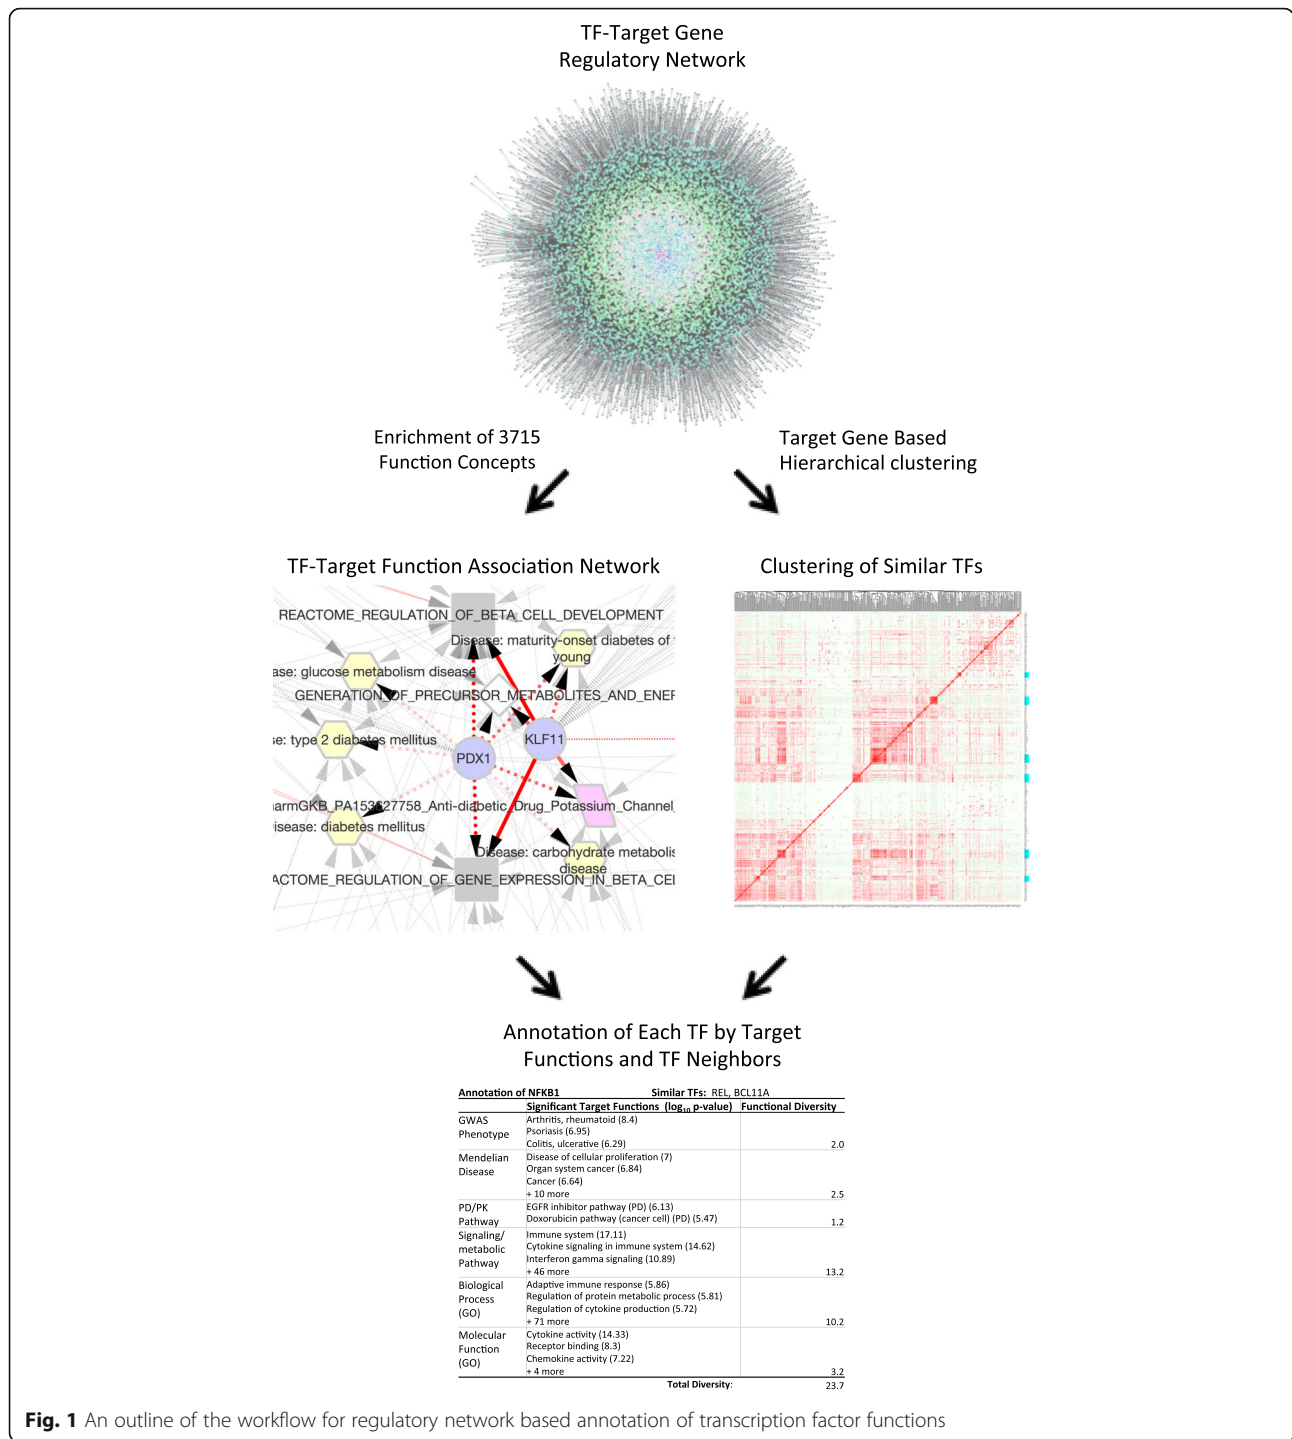 TF-Target Gene
Regulatory Network
Enrichment of 3715
Function Concepts
Target Gene Based
Hierarchical clustering
TF-Target Function Association Network
Clustering of Similar TFs
REACTOME_REGULATION_OF_BETA_CELL_DEVELOPMENT
Disease: maturity-onset diabetes of
young
ase: glucose metabolism disease
GENERATION_OF_PRECURSOR_METABOLITES_AND_ENER
se: type 2 diabetes mellitus
PDX1
KLF11
armGKB_PA153627758_Anti-diabetic_Drug_Potassium_Channel_
isease: diabetes mellitus
Disease: carbohydrate metabolis
disease
ACTOME_REGULATION_OF_GENE_EXPRESSION_IN_BETA_CEL
Annotation of Each TF by Target
Functions and TF Neighbors
Annotation of NFKB1 Similar TFs: REL, BCL11A
Significant Target Functions (log10 p-value) Functional Diversity
GWAS
Phenotype
Arthritis, rheumatoid (8.4)
Psoriasis (6.95)
Colitis, ulcerative (6.29)
2.0
Mendelian
Disease
Disease of cellular proliferation (7)
Organ system cancer (6.84)
Cancer (6.64)
+ 10 more
2.5
PD/PK
Pathway
EGFR inhibitor pathway (PD) (6.13)
Doxorubicin pathway (cancer cell) (PD) (5.47)
1.2
Signaling/
metabolic
Pathway
Immune system (17.11)
Cytokine signaling in immune system (14.62)
Interferon gamma signaling (10.89)
+ 46 more
13.2
Biological
Process
(GO)
Adaptive immune response (5.86)
Regulation of protein metabolic process (5.81)
Regulation of cytokine production (5.72)
+ 71 more
10.2
Molecular
Function
(GO)
Cytokine activity (14.33)
Receptor binding (8.3)
Chemokine activity (7.22)
+ 4 more
3.2
Total Diversity: 23.7
Fig. 1 An outline of the workflow for regulatory network based annotation of transcription factor functions